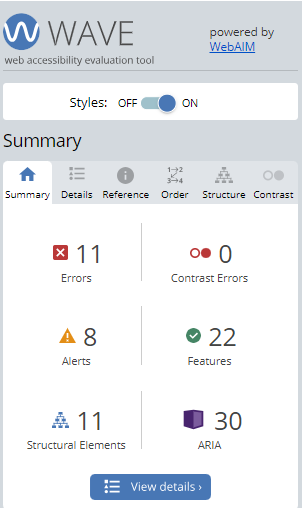 WAVE
web accessibility evaluation tool
powered by
WebAIM
Styles: OFF ON
Summary
Summary Details Reference Order Structure Contrast
11
Errors
0
Contrast Errors
8
Alerts
22
Features
11
Structural Elements
30
ARIA
View details ›